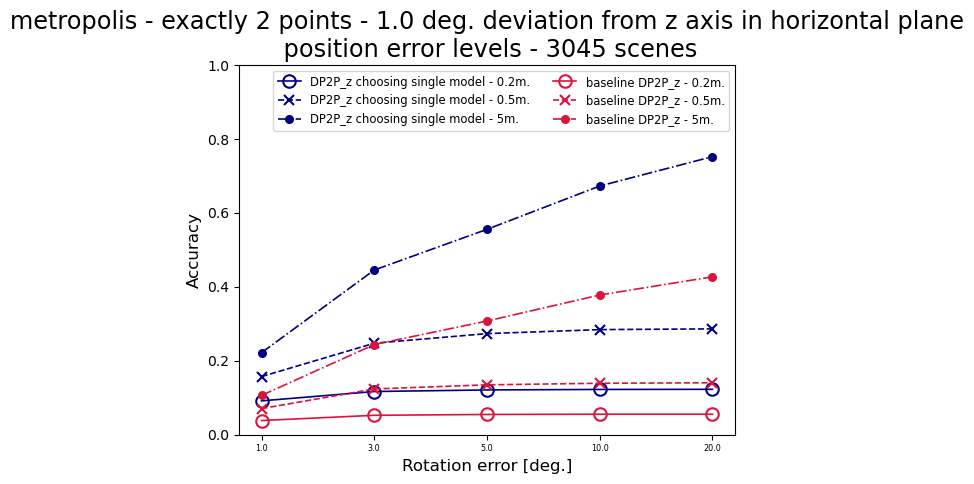 metropolis - exactly 2 points - 1.0 deg. deviation from z axis in horizontal plane
position error levels - 3045 scenes
DP2P_z choosing single model - 0.2m.
DP2P_z choosing single model - 0.5m.
DP2P_z choosing single model - 5m.
baseline DP2P_z - 0.2m.
baseline DP2P_z - 0.5m.
baseline DP2P_z - 5m.
Accuracy
1.0
0.8
0.6
0.4
0.2
0.0
1.0 3.0 5.0 10.0 20.0
Rotation error [deg.]